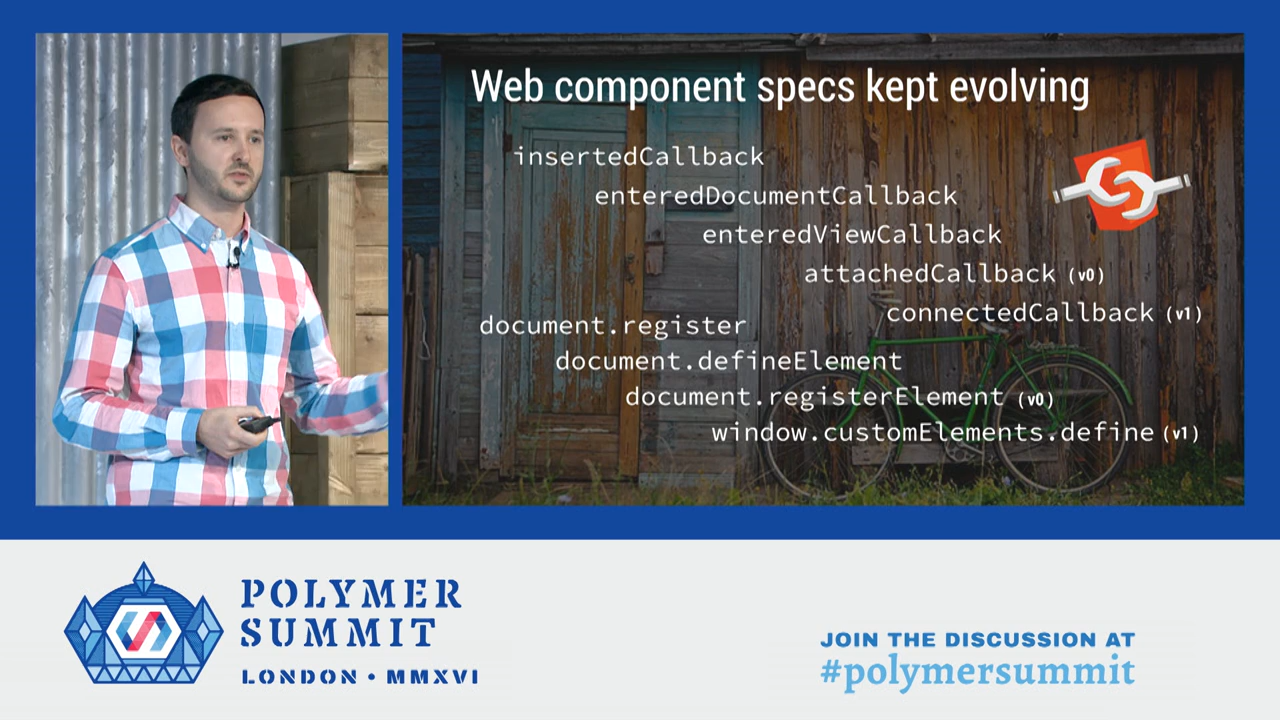 Web component specs kept evolving
insertedCallback
enteredDocumentCallback
enteredViewCallback
attachedCallback (v0)
connectedCallback (v1)
document.register
document.defineElement
document.registerElement (v0)
window.customElements.define (v1)
POLYMER
SUMMIT
LONDON • MMXVI
JOIN THE DISCUSSION AT
#polymersummit